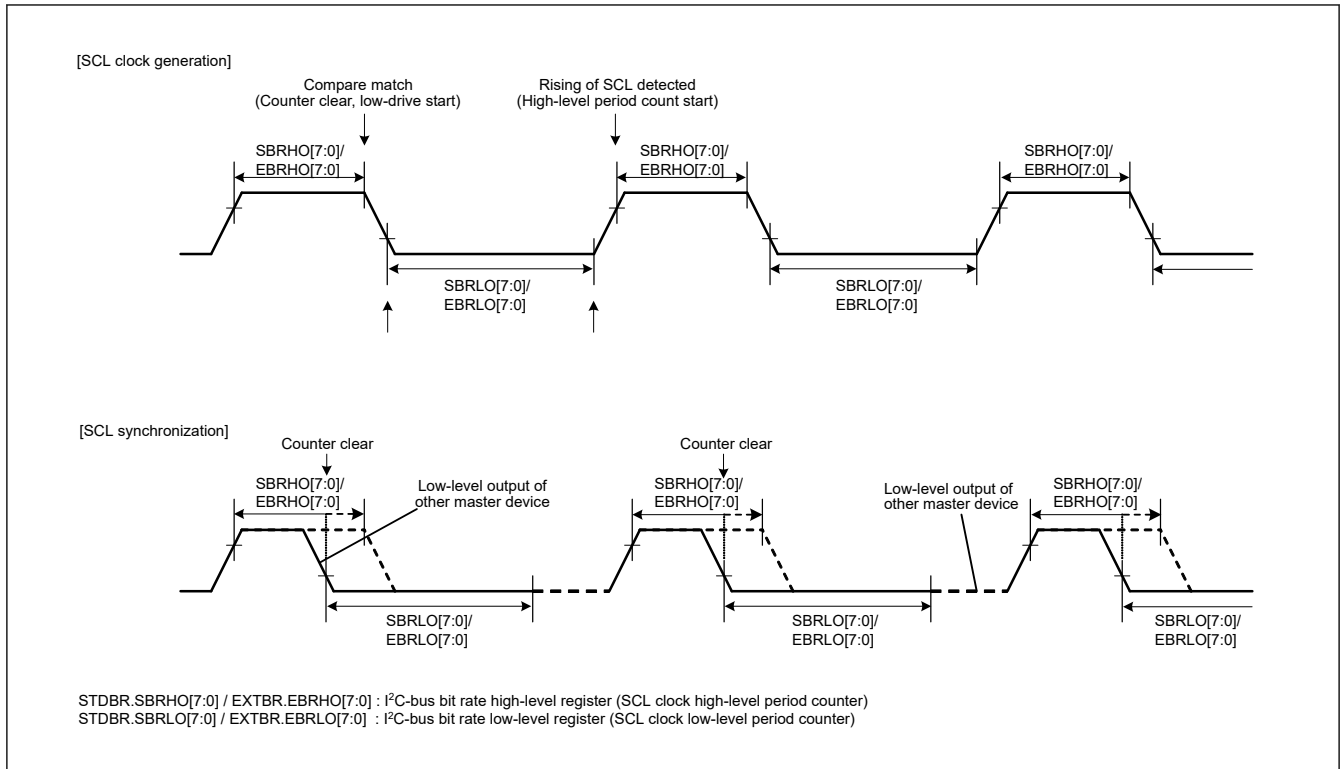 [SCL clock generation]
Compare match
(Counter clear, low-drive start)
Rising of SCL detected
(High-level period count start)
SBRHO[7:0]/
EBRHO[7:0]
SBRHO[7:0]/
EBRHO[7:0]
SBRHO[7:0]/
EBRHO[7:0]
SBRLO[7:0]/
EBRLO[7:0]
SBRLO[7:0]/
EBRLO[7:0]
[SCL synchronization]
Counter clear
Counter clear
SBRHO[7:0]/
EBRHO[7:0]
Low-level output of
other master device
SBRHO[7:0]/
EBRHO[7:0]
Low-level output of
other master device
SBRHO[7:0]/
EBRHO[7:0]
SBRLO[7:0]/
EBRLO[7:0]
SBRLO[7:0]/
EBRLO[7:0]
SBRLO[7:0]/
EBRLO[7:0]
STDBR.SBRHO[7:0] / EXTBR.EBRHO[7:0] : I²C-bus bit rate high-level register (SCL clock high-level period counter)
STDBR.SBRLO[7:0] / EXTBR.EBRLO[7:0] : I²C-bus bit rate low-level register (SCL clock low-level period counter)